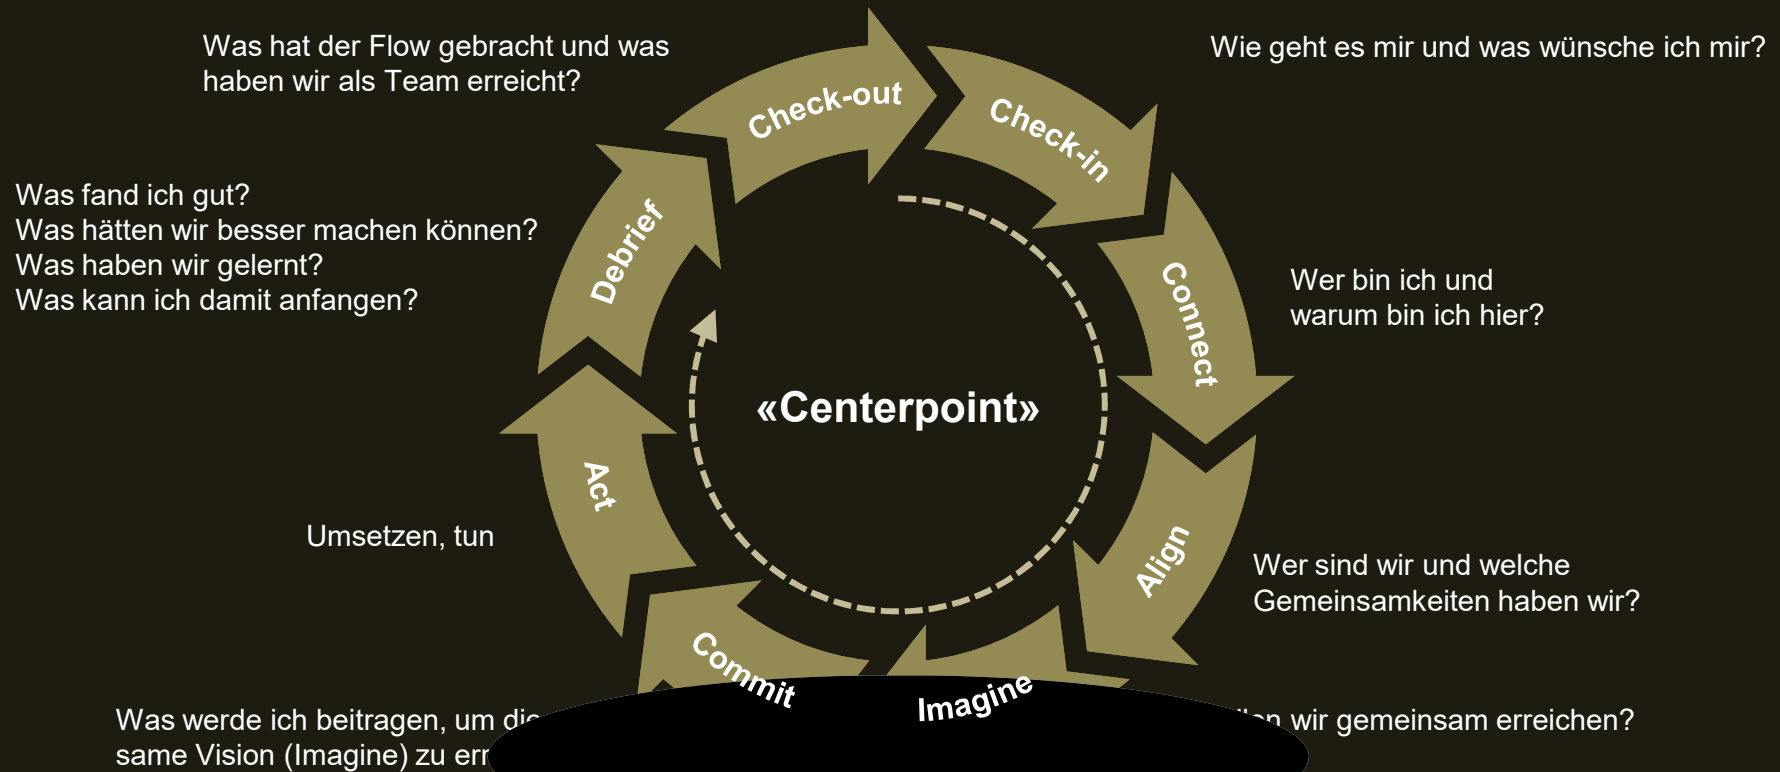 Was hat der Flow gebracht und was
haben wir als Team erreicht?
Wie geht es mir und was wünsche ich mir?
Check-out
Check-in
Was fand ich gut?
Was hätten wir besser machen können?
Was haben wir gelernt?
Was kann ich damit anfangen?
Debrief
Connect
Wer bin ich und
warum bin ich hier?
«Centerpoint»
Act
Umsetzen, tun
Align
Wer sind wir und welche
Gemeinsamkeiten haben wir?
Commit
Imagine
Was werde ich beitragen, um
same Vision (Imagine) zu
wir gemeinsam erreichen?